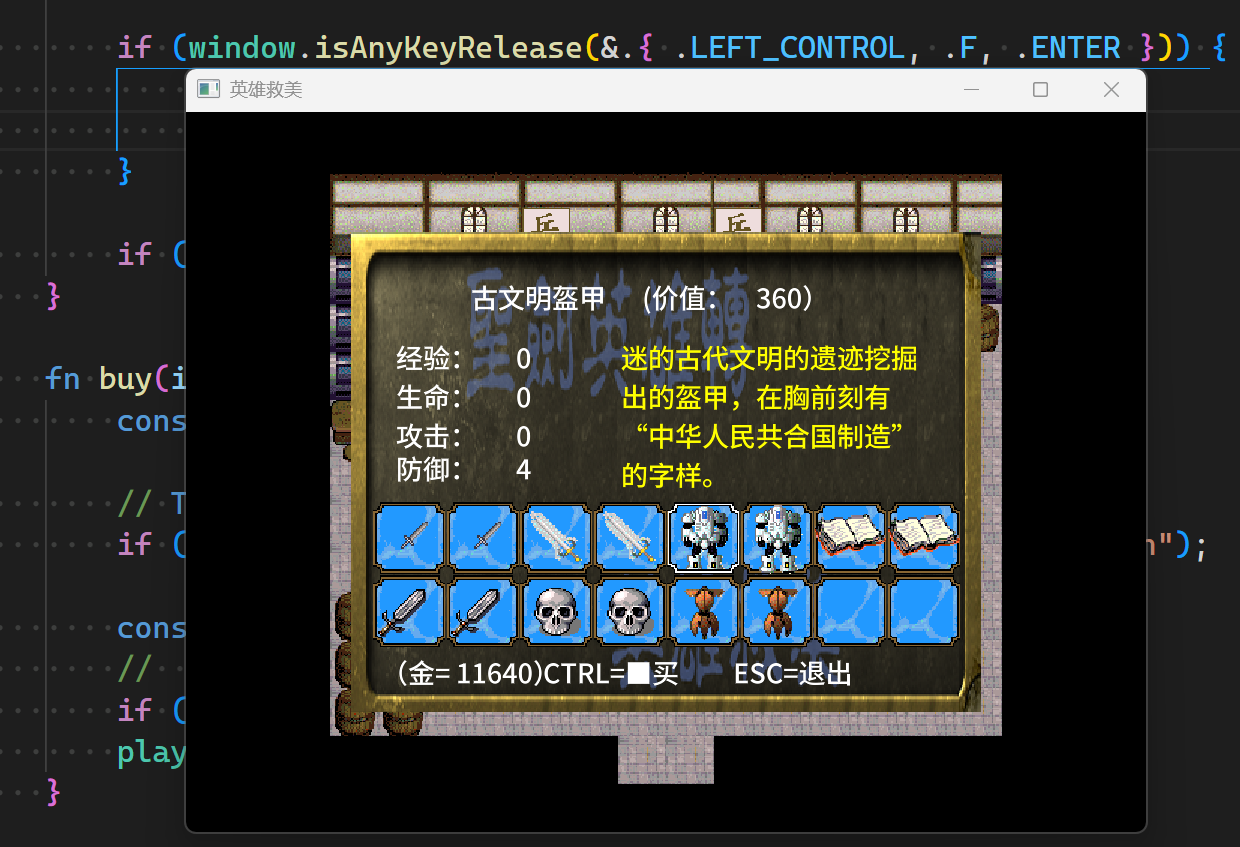 if (window.isAnyKeyRelease(&.{ .LEFT_CONTROL, .F, .ENTER })) {
英雄救美
}
if (
}
fn buy(i
cons
// T
if (
n");
cons
//
if (
play
}
兵 兵
古文明盔甲 (价值： 360)
经验： 0
生命： 0
攻击： 0
防御： 4
迷的古代文明的遗迹挖掘
出的盔甲，在胸前刻有
“中华人民共合国制造”
的字样。
(金= 11640)CTRL=■买 ESC=退出